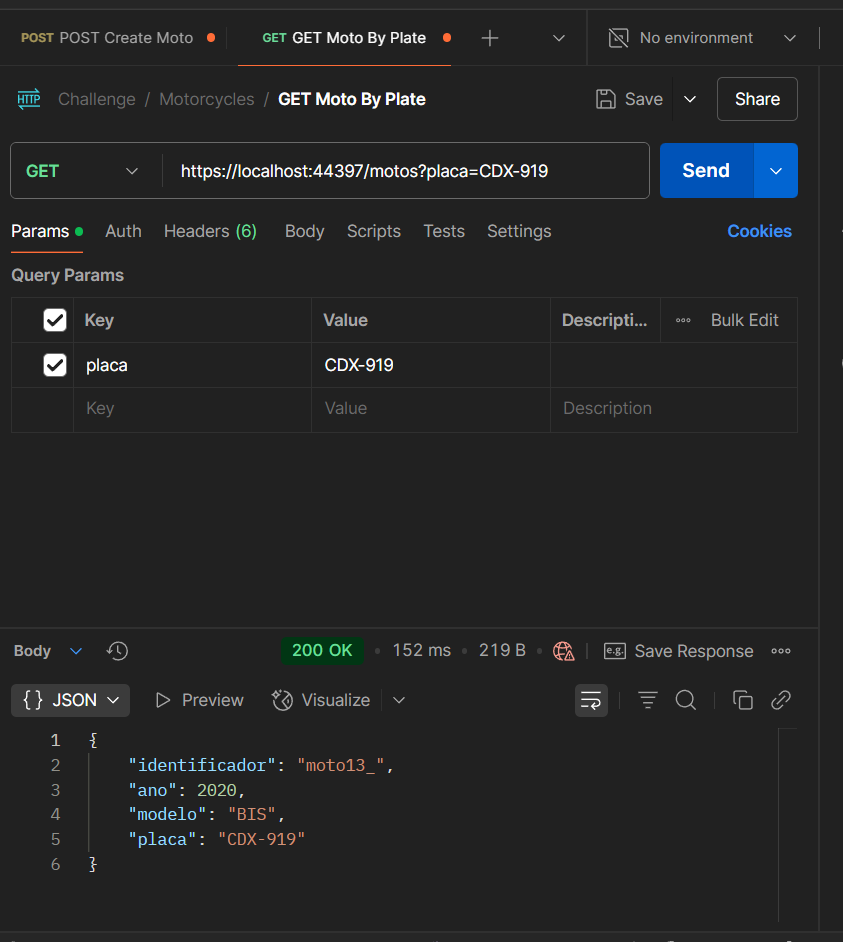 POST POST Create Moto GET GET Moto By Plate No environment
HTTP Challenge / Motorcycles / GET Moto By Plate Save Share
GET https://localhost:44397/motos?placa=CDX-919 Send
Params Auth Headers (6) Body Scripts Tests Settings Cookies
Query Params
Key Value Descripti... Bulk Edit
placa CDX-919
Key Value Description
Body 200 OK • 152 ms • 219 B • e.g. Save Response
{} JSON Preview Visualize
1 {
2 "identificador": "moto13_",
3 "ano": 2020,
4 "modelo": "BIS",
5 "placa": "CDX-919"
6 }